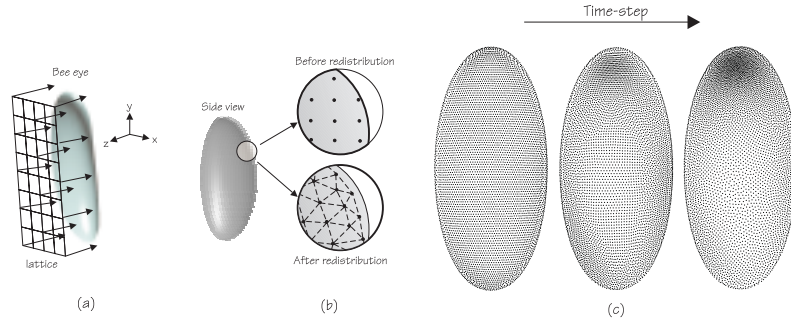 Bee eye
y
x
z
lattice
(a)
Side view
Before redistribution
After redistribution
(b)
Time-step
(c)